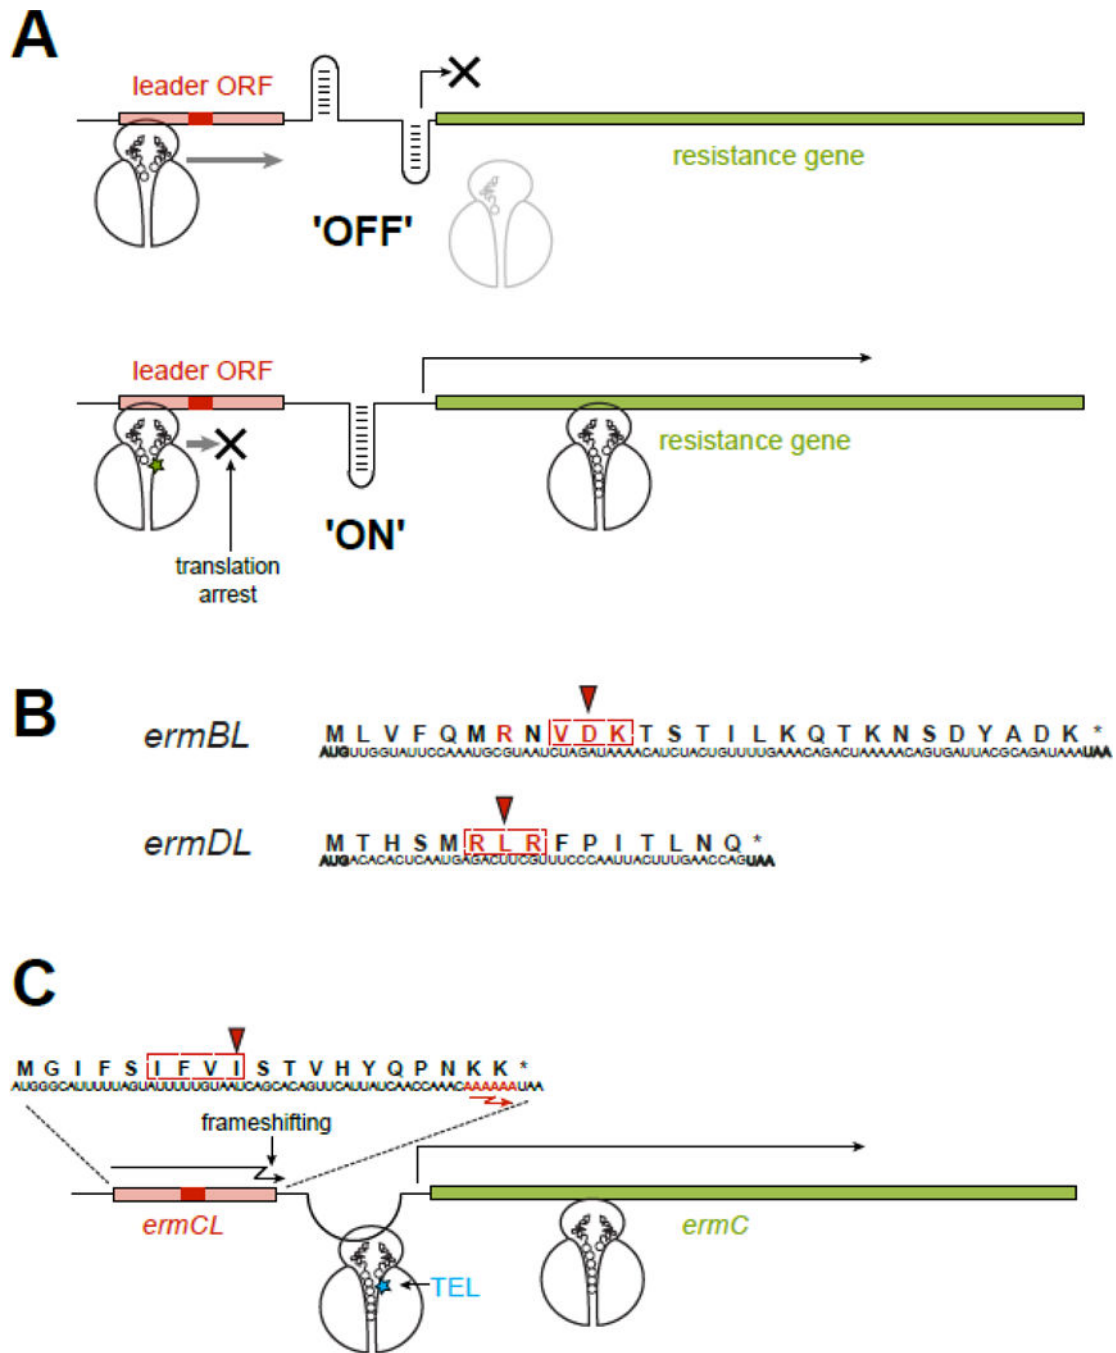 A
leader ORF
resistance gene
'OFF'
leader ORF
resistance gene
'ON'
translation
arrest
B
ermBL
M L V F Q M R N V D K T S T I L K Q T K N S D Y A D K *
AUGUUGGUAUUCCAAAUGCGUAAUCUAGAUAAAACAUCUACUGUUUUGAAACAGACUAAAAACAGUGAUUACGCAGAUAAAUAA
ermDL
M T H S M R L R F P I T L N Q *
AUGACACACUCAAUGAGACUUCGUUUCCCAAUUACUUUGAACCAGUAA
C
M G I F S I F V I S T V H Y Q P N K K *
AUGGGCAUUUUUAGUAUUUUUGUAAUCAGCACAGUUCAUUAUCAACCAAACAAAAAAUAA
frameshifting
ermCL
ermC
TEL